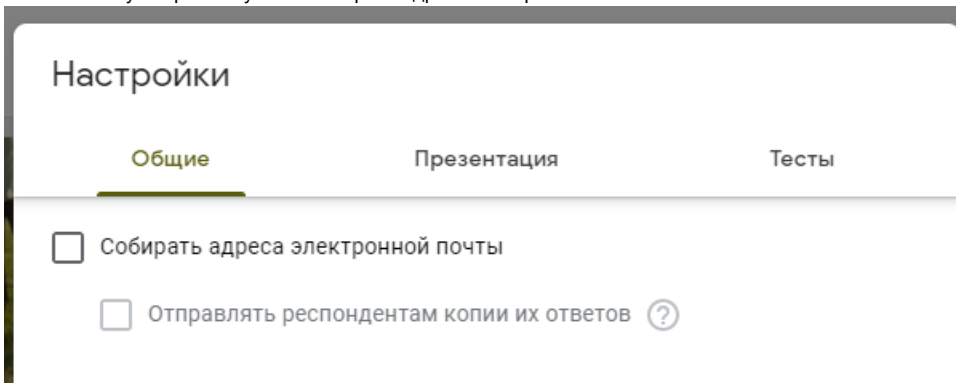 Настройки
Общие Презентация Тесты
Собирать адреса электронной почты
Отправлять респондентам копии их ответов ?